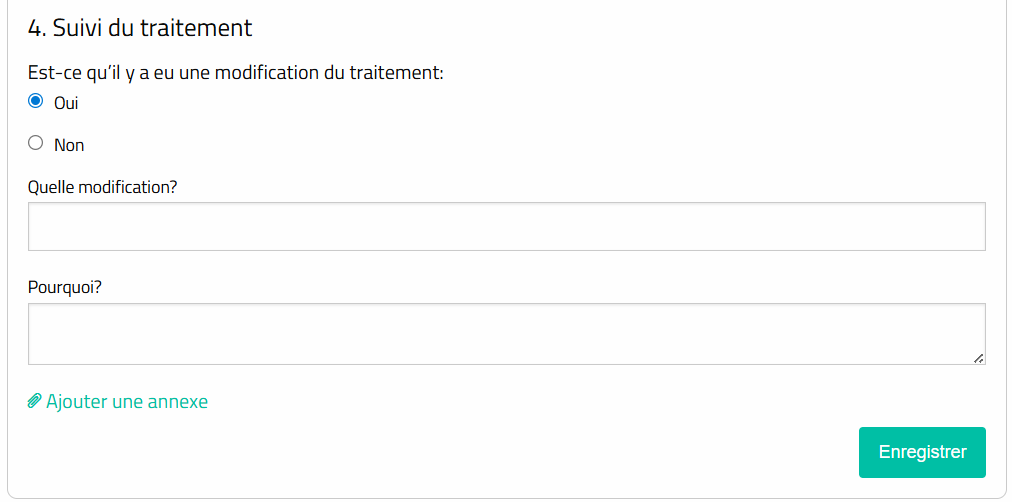 4. Suivi du traitement
Est-ce qu’il y a eu une modification du traitement:
Oui
Non
Quelle modification?
Pourquoi?
Ajouter une annexe
Enregistrer